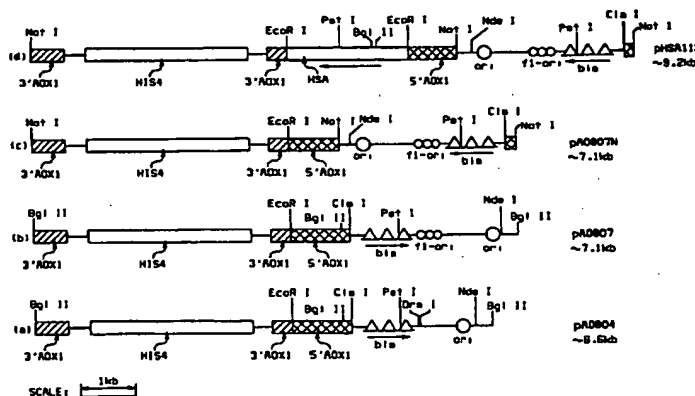 EcoR I Pst I Bgl II EcoR I Not I Nde I Pst I Cla I Not I
Not I
(d) pHSA11
3'AOX1 HIS4 3'AOX1 HSA 5'AOX1 ori f1-ori bla ~9.2kb
Not I EcoR I Not I Nde I Pst I Cla I Not I
(c) pAO807N
3'AOX1 HIS4 3'AOX1 5'AOX1 ori f1-ori bla ~7.1kb
Bgl II EcoR I Bgl II Cla I Pst I Nde I Bgl II
(b) pAO807
3'AOX1 HIS4 3'AOX1 5'AOX1 bla f1-ori ori ~7.1kb
Bgl II EcoR I Bgl II Cla I Pst I Dra I Nde I Bgl II
(a) pAO804
3'AOX1 HIS4 3'AOX1 5'AOX1 bla ori ~6.6kb
SCALE: 1kb